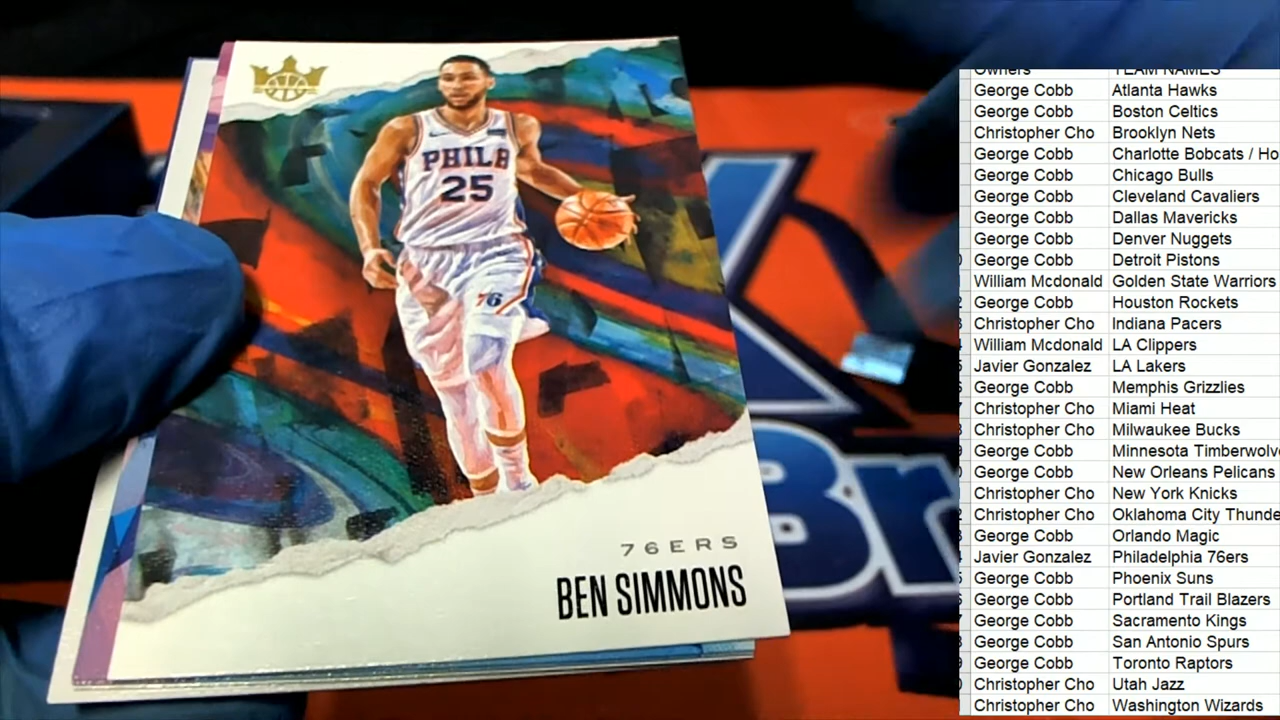 PHILA
25
76
76ERS
BEN SIMMONS
Br
Owners TEAM NAMES
George Cobb Atlanta Hawks
George Cobb Boston Celtics
Christopher Cho Brooklyn Nets
George Cobb Charlotte Bobcats / Ho
George Cobb Chicago Bulls
George Cobb Cleveland Cavaliers
George Cobb Dallas Mavericks
George Cobb Denver Nuggets
George Cobb Detroit Pistons
William Mcdonald Golden State Warriors
George Cobb Houston Rockets
Christopher Cho Indiana Pacers
William Mcdonald LA Clippers
Javier Gonzalez LA Lakers
George Cobb Memphis Grizzlies
Christopher Cho Miami Heat
Christopher Cho Milwaukee Bucks
George Cobb Minnesota Timberwolve
George Cobb New Orleans Pelicans
Christopher Cho New York Knicks
Christopher Cho Oklahoma City Thunde
George Cobb Orlando Magic
Javier Gonzalez Philadelphia 76ers
George Cobb Phoenix Suns
George Cobb Portland Trail Blazers
George Cobb Sacramento Kings
George Cobb San Antonio Spurs
George Cobb Toronto Raptors
Christopher Cho Utah Jazz
Christopher Cho Washington Wizards